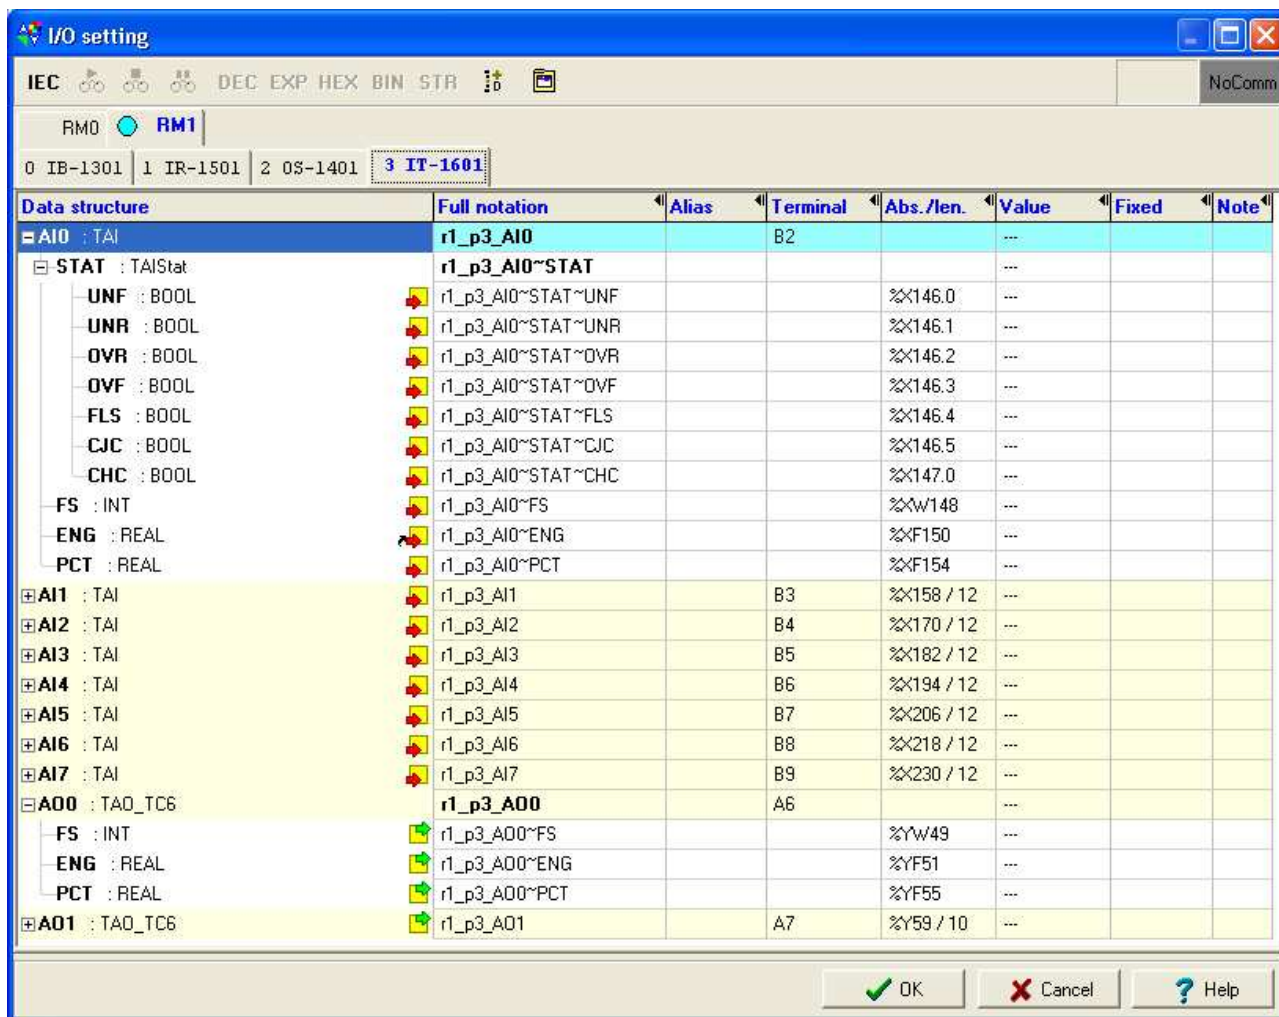 I/O setting
IEC DEC EXP HEX BIN STR NoComm
RM0 RM1
0 IB-1301 1 IR-1501 2 OS-1401 3 IT-1601
Data structure Full notation Alias Terminal Abs./len. Value Fixed Note
AI0 : TAI r1_p3_AI0 B2 ---
STAT : TAIStat r1_p3_AI0~STAT ---
UNF : BOOL r1_p3_AI0~STAT~UNF %X146.0 ---
UNR : BOOL r1_p3_AI0~STAT~UNR %X146.1 ---
OVR : BOOL r1_p3_AI0~STAT~OVR %X146.2 ---
OVF : BOOL r1_p3_AI0~STAT~OVF %X146.3 ---
FLS : BOOL r1_p3_AI0~STAT~FLS %X146.4 ---
CJC : BOOL r1_p3_AI0~STAT~CJC %X146.5 ---
CHC : BOOL r1_p3_AI0~STAT~CHC %X147.0 ---
FS : INT r1_p3_AI0~FS %XW148 ---
ENG : REAL r1_p3_AI0~ENG %XF150 ---
PCT : REAL r1_p3_AI0~PCT %XF154 ---
AI1 : TAI r1_p3_AI1 B3 %X158 / 12 ---
AI2 : TAI r1_p3_AI2 B4 %X170 / 12 ---
AI3 : TAI r1_p3_AI3 B5 %X182 / 12 ---
AI4 : TAI r1_p3_AI4 B6 %X194 / 12 ---
AI5 : TAI r1_p3_AI5 B7 %X206 / 12 ---
AI6 : TAI r1_p3_AI6 B8 %X218 / 12 ---
AI7 : TAI r1_p3_AI7 B9 %X230 / 12 ---
AO0 : TAO_TC6 r1_p3_AO0 A6 ---
FS : INT r1_p3_AO0~FS %YW49 ---
ENG : REAL r1_p3_AO0~ENG %YF51 ---
PCT : REAL r1_p3_AO0~PCT %YF55 ---
AO1 : TAO_TC6 r1_p3_AO1 A7 %Y59 / 10 ---
OK Cancel Help